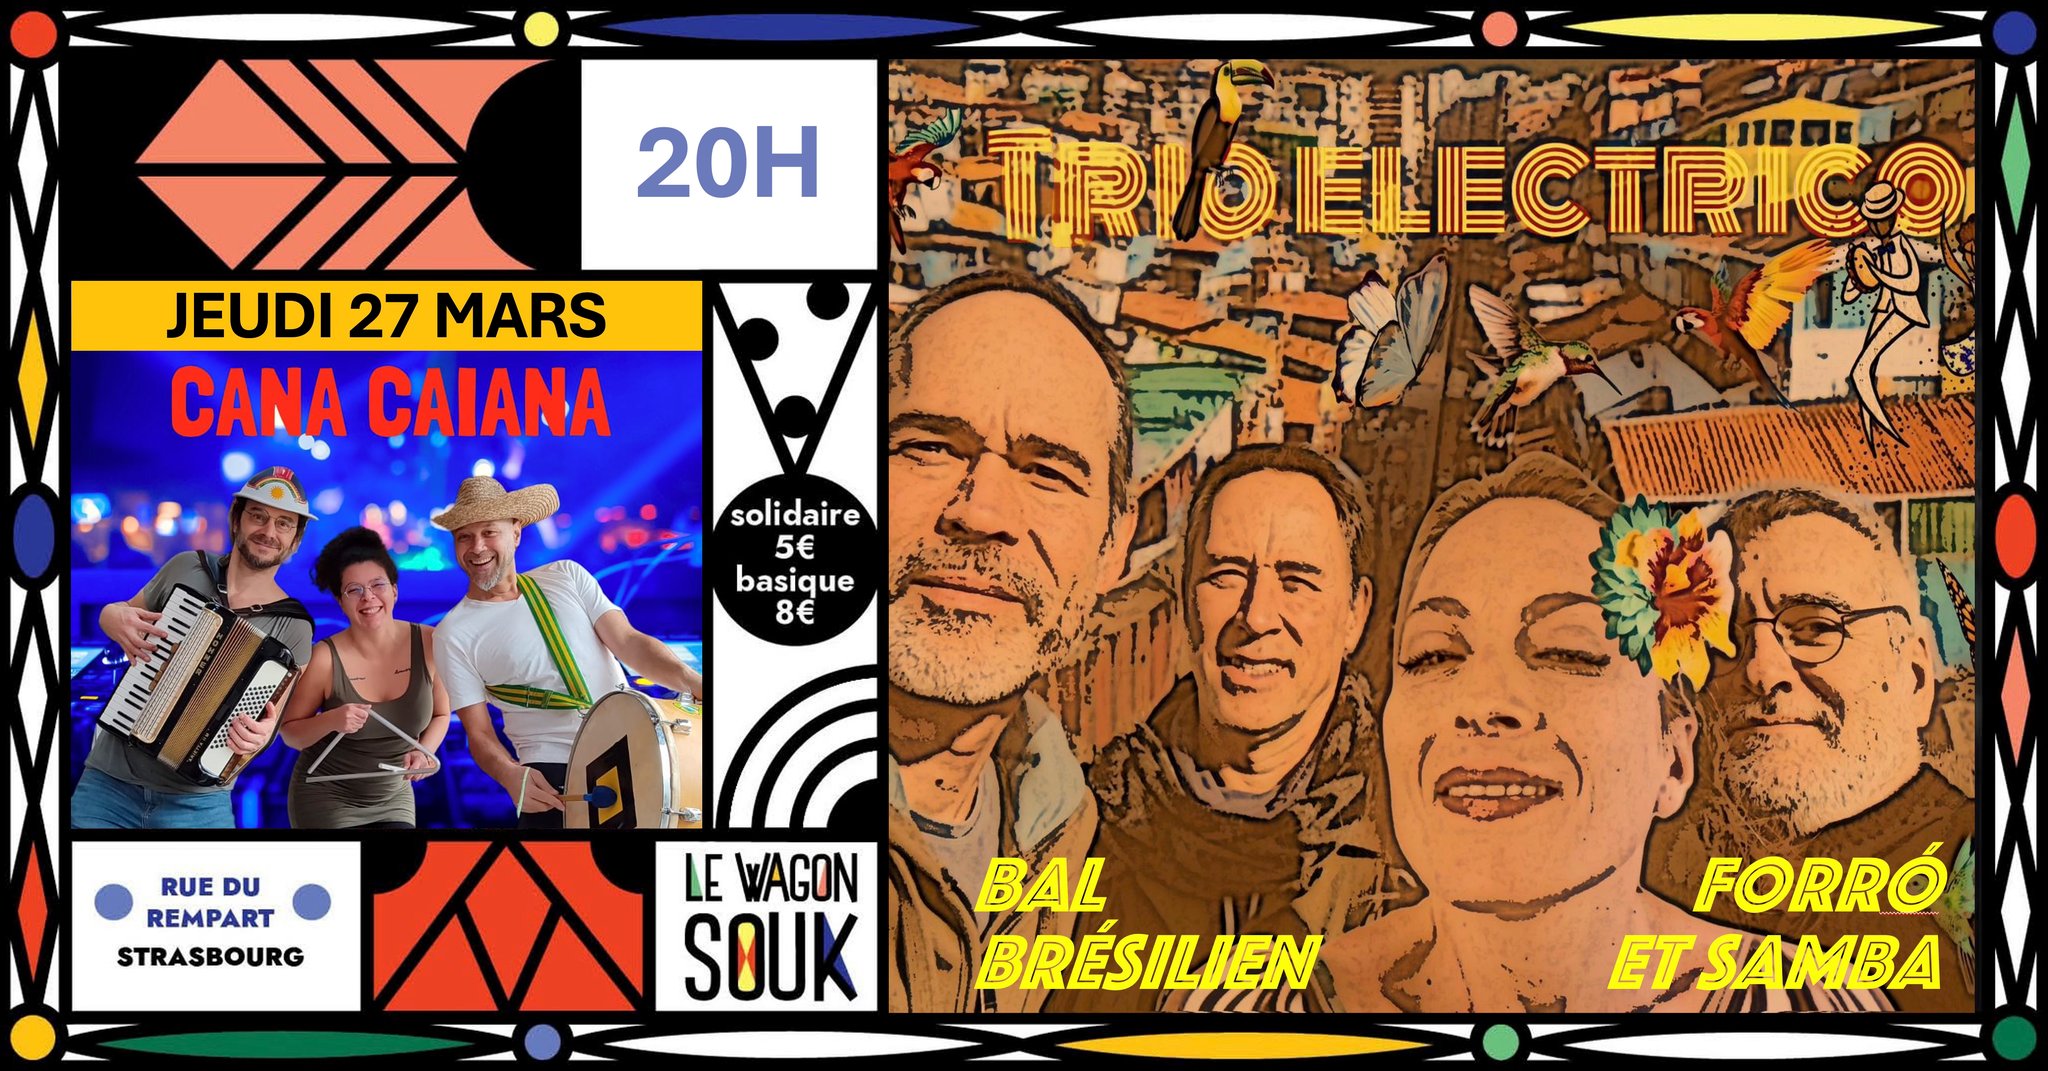 20H
JEUDI 27 MARS
CANA CAIANA
solidaire
5€
basique
8€
RUE DU
REMPART
STRASBOURG
LE WAGON
SOUK
TRIO ELECTRICO
BAL
BRÉSILIEN
FORRÓ
ET SAMBA